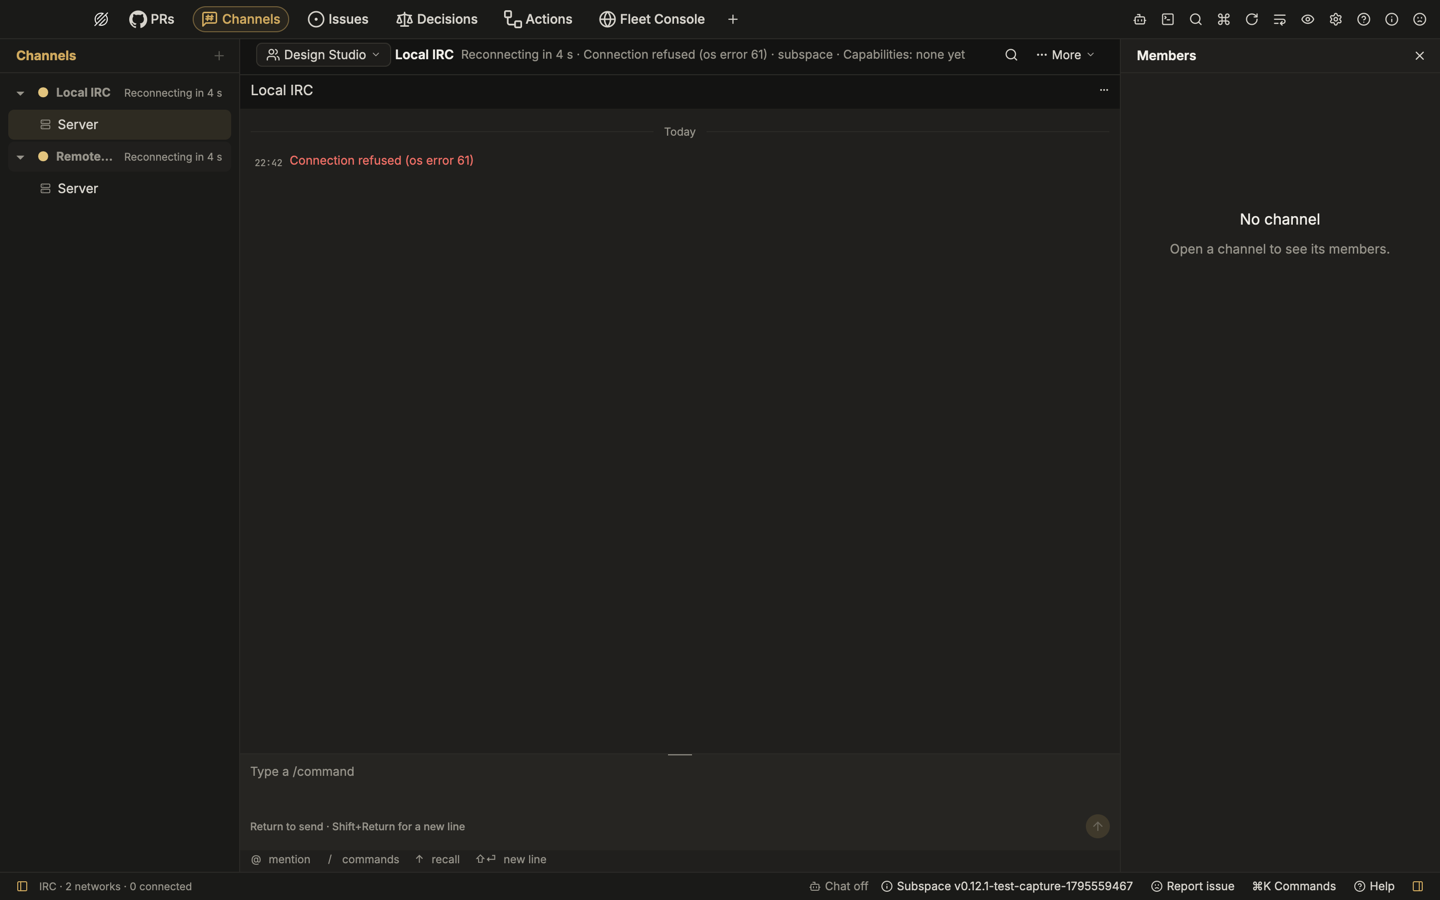 PRs Channels Issues Decisions Actions Fleet Console
Channels
Design Studio Local IRC Reconnecting in 4 s · Connection refused (os error 61) · subspace · Capabilities: none yet More
Members
Local IRC Reconnecting in 4 s
Server
Remote... Reconnecting in 4 s
Server
Local IRC
Today
22:42 Connection refused (os error 61)
No channel
Open a channel to see its members.
Type a /command
Return to send · Shift+Return for a new line
@ mention / commands ↑ recall ⇧⏎ new line
IRC · 2 networks · 0 connected
Chat off Subspace v0.12.1-test-capture-1795559467 Report issue ⌘K Commands Help